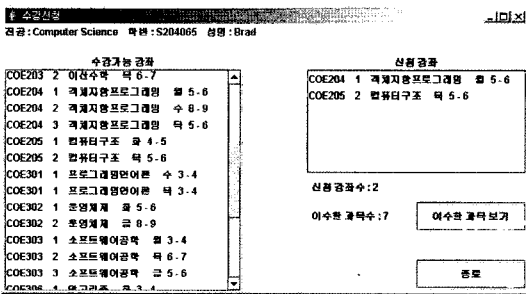 수강신청
전공:Computer Science 학번:S204065 성명:Brad
수강가능 강좌
COE203 2 이산수학 목 6-7
COE204 1 객체지향프로그래밍 월 5-6
COE204 2 객체지향프로그래밍 수 8-9
COE204 3 객체지향프로그래밍 목 5-6
COE205 1 컴퓨터구조 화 4-5
COE205 2 컴퓨터구조 목 5-6
COE301 1 프로그래밍언어론 수 3-4
COE301 1 프로그래밍언어론 목 3-4
COE302 1 운영체제 화 5-6
COE302 2 운영체제 금 8-9
COE303 1 소프트웨어공학 월 3-4
COE303 2 소프트웨어공학 목 6-7
COE303 3 소프트웨어공학 금 5-6
COE306 1 알고리즘 화 3-4
신청 강좌
COE204 1 객체지향프로그래밍 월 5-6
COE205 2 컴퓨터구조 목 5-6
신청 강좌수:2
이수한 과목수:7
이수한 과목 보기
종료